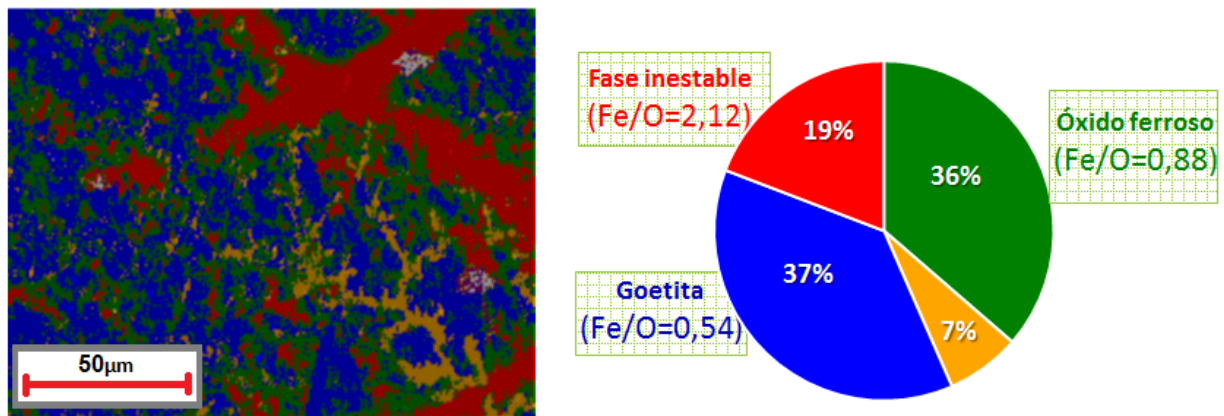 50µm
Fase inestable
(Fe/O=2,12)
19%
36%
Óxido ferroso
(Fe/O=0,88)
Goetita
(Fe/O=0,54)
37%
7%